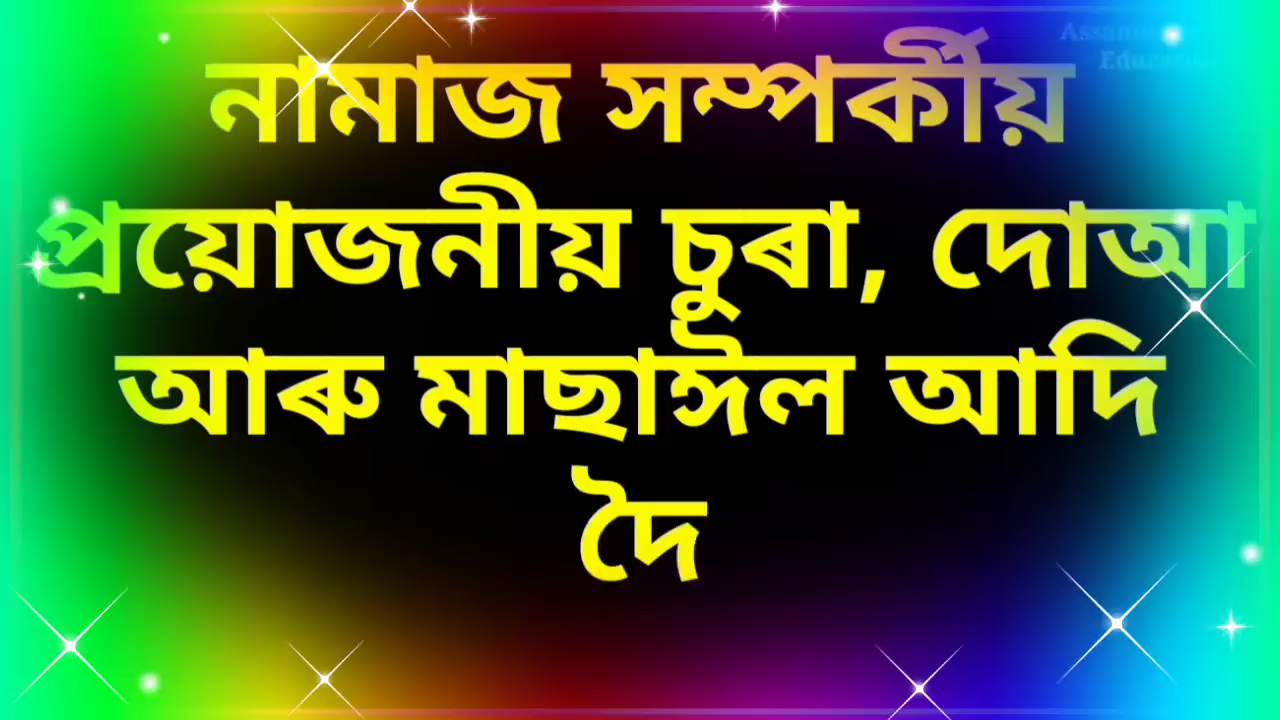 নামাজ সম্পৰ্কীয়
প্ৰয়োজনীয় চুৰা, দোআ
আৰু মাছাঈল আদি
দৈ